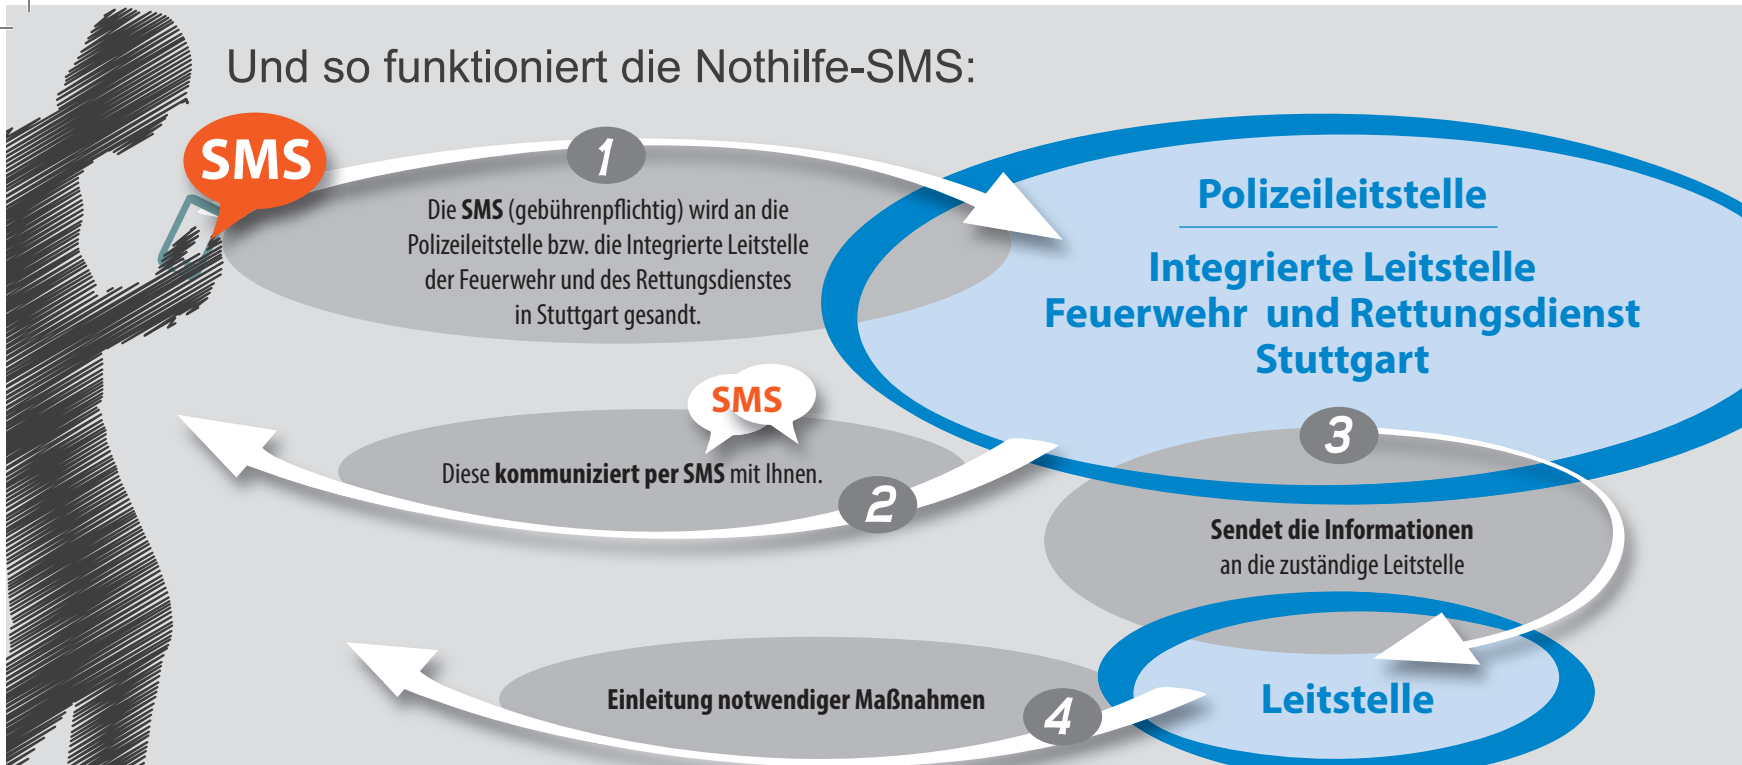 Und so funktioniert die Nothilfe-SMS:
SMS
1
Die SMS (gebührenpflichtig) wird an die
Polizeileitstelle bzw. die Integrierte Leitstelle
der Feuerwehr und des Rettungsdienstes
in Stuttgart gesandt.
Polizeileitstelle
Integrierte Leitstelle
Feuerwehr und Rettungsdienst
Stuttgart
SMS
Diese kommuniziert per SMS mit Ihnen.
2
3
Sendet die Informationen
an die zuständige Leitstelle
Leitstelle
Einleitung notwendiger Maßnahmen
4